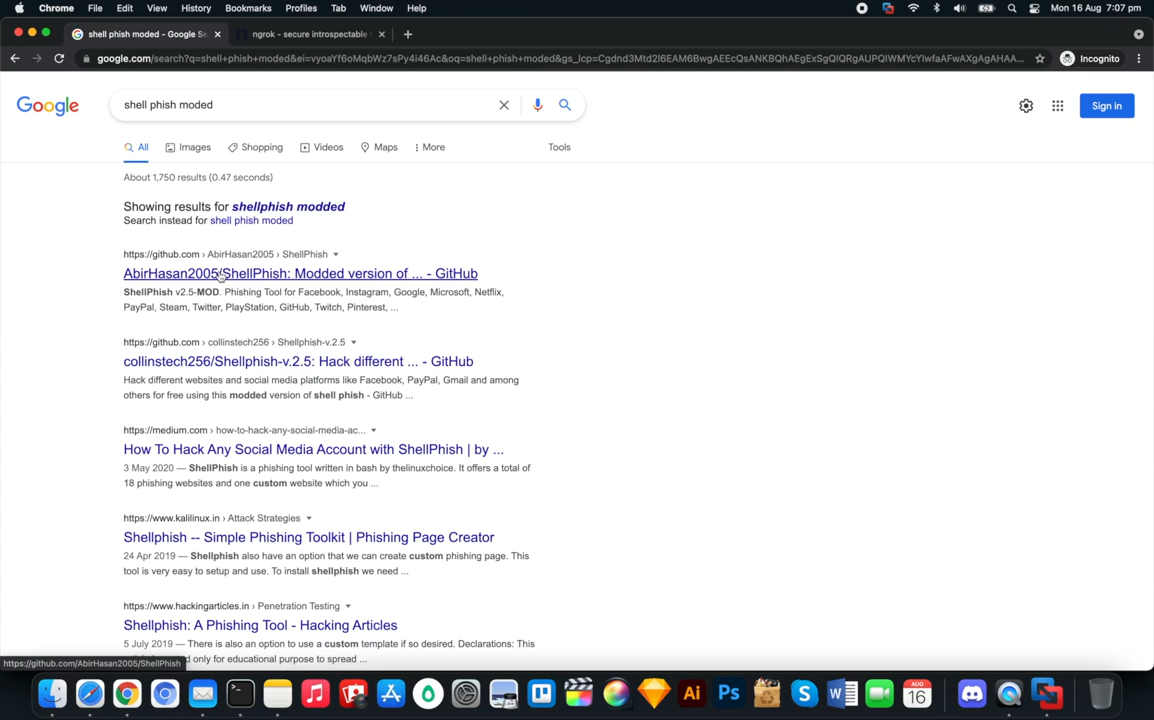 Chrome File Edit View History Bookmarks Profiles Tab Window Help Mon 16 Aug 7:07 pm
shell phish moded - Google Se ngrok - secure introspectable
google.com/search?q=shell+phish+moded&ei=vyoaYf6oMqbWz7sPy4i46Ac&oq=shell+phish+moded&gs_lcp= Incognito
Google shell phish moded Sign in
All Images Shopping Videos Maps More Tools
About 1,750 results (0.47 seconds)
Showing results for shellphish modded
Search instead for shell phish moded
https://github.com › AbirHasan2005 › ShellPhish
AbirHasan2005/ShellPhish: Modded version of ... - GitHub
ShellPhish v2.5-MOD. Phishing Tool for Facebook, Instagram, Google, Microsoft, Netflix,
PayPal, Steam, Twitter, PlayStation, GitHub, Twitch, Pinterest, ...
https://github.com › collinstech256 › Shellphish-v.2.5
collinstech256/Shellphish-v.2.5: Hack different ... - GitHub
Hack different websites and social media platforms like Facebook, PayPal, Gmail and among
others for free using this modded version of shell phish - GitHub ...
https://medium.com › how-to-hack-any-social-media-ac...
How To Hack Any Social Media Account with ShellPhish | by ...
3 May 2020 — ShellPhish is a phishing tool written in bash by thelinuxchoice. It offers a total of
18 phishing websites and one custom website which you ...
https://www.kalilinux.in › Attack Strategies
Shellphish -- Simple Phishing Toolkit | Phishing Page Creator
24 Apr 2019 — Shellphish also have an option that we can create custom phishing page. This
tool is very easy to setup and use. To install shellphish we need ...
https://www.hackingarticles.in › Penetration Testing
Shellphish: A Phishing Tool - Hacking Articles
5 July 2019 — There is also an option to use a custom template if so desired. Declarations: This
only for educational purpose to spread ...
https://github.com/AbirHasan2005/ShellPhish
Ai Ps W AUG 16